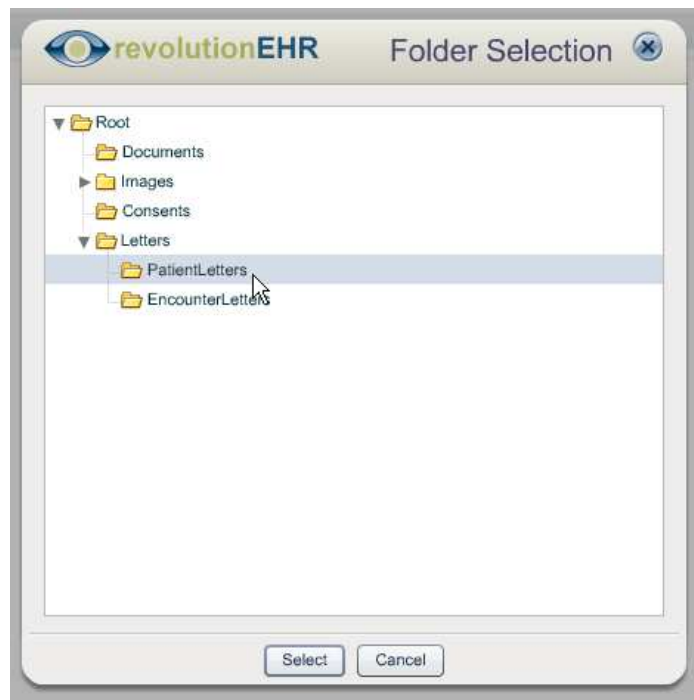 revolutionEHR Folder Selection
Root
Documents
Images
Consents
Letters
PatientLetters
EncounterLetters
Select Cancel